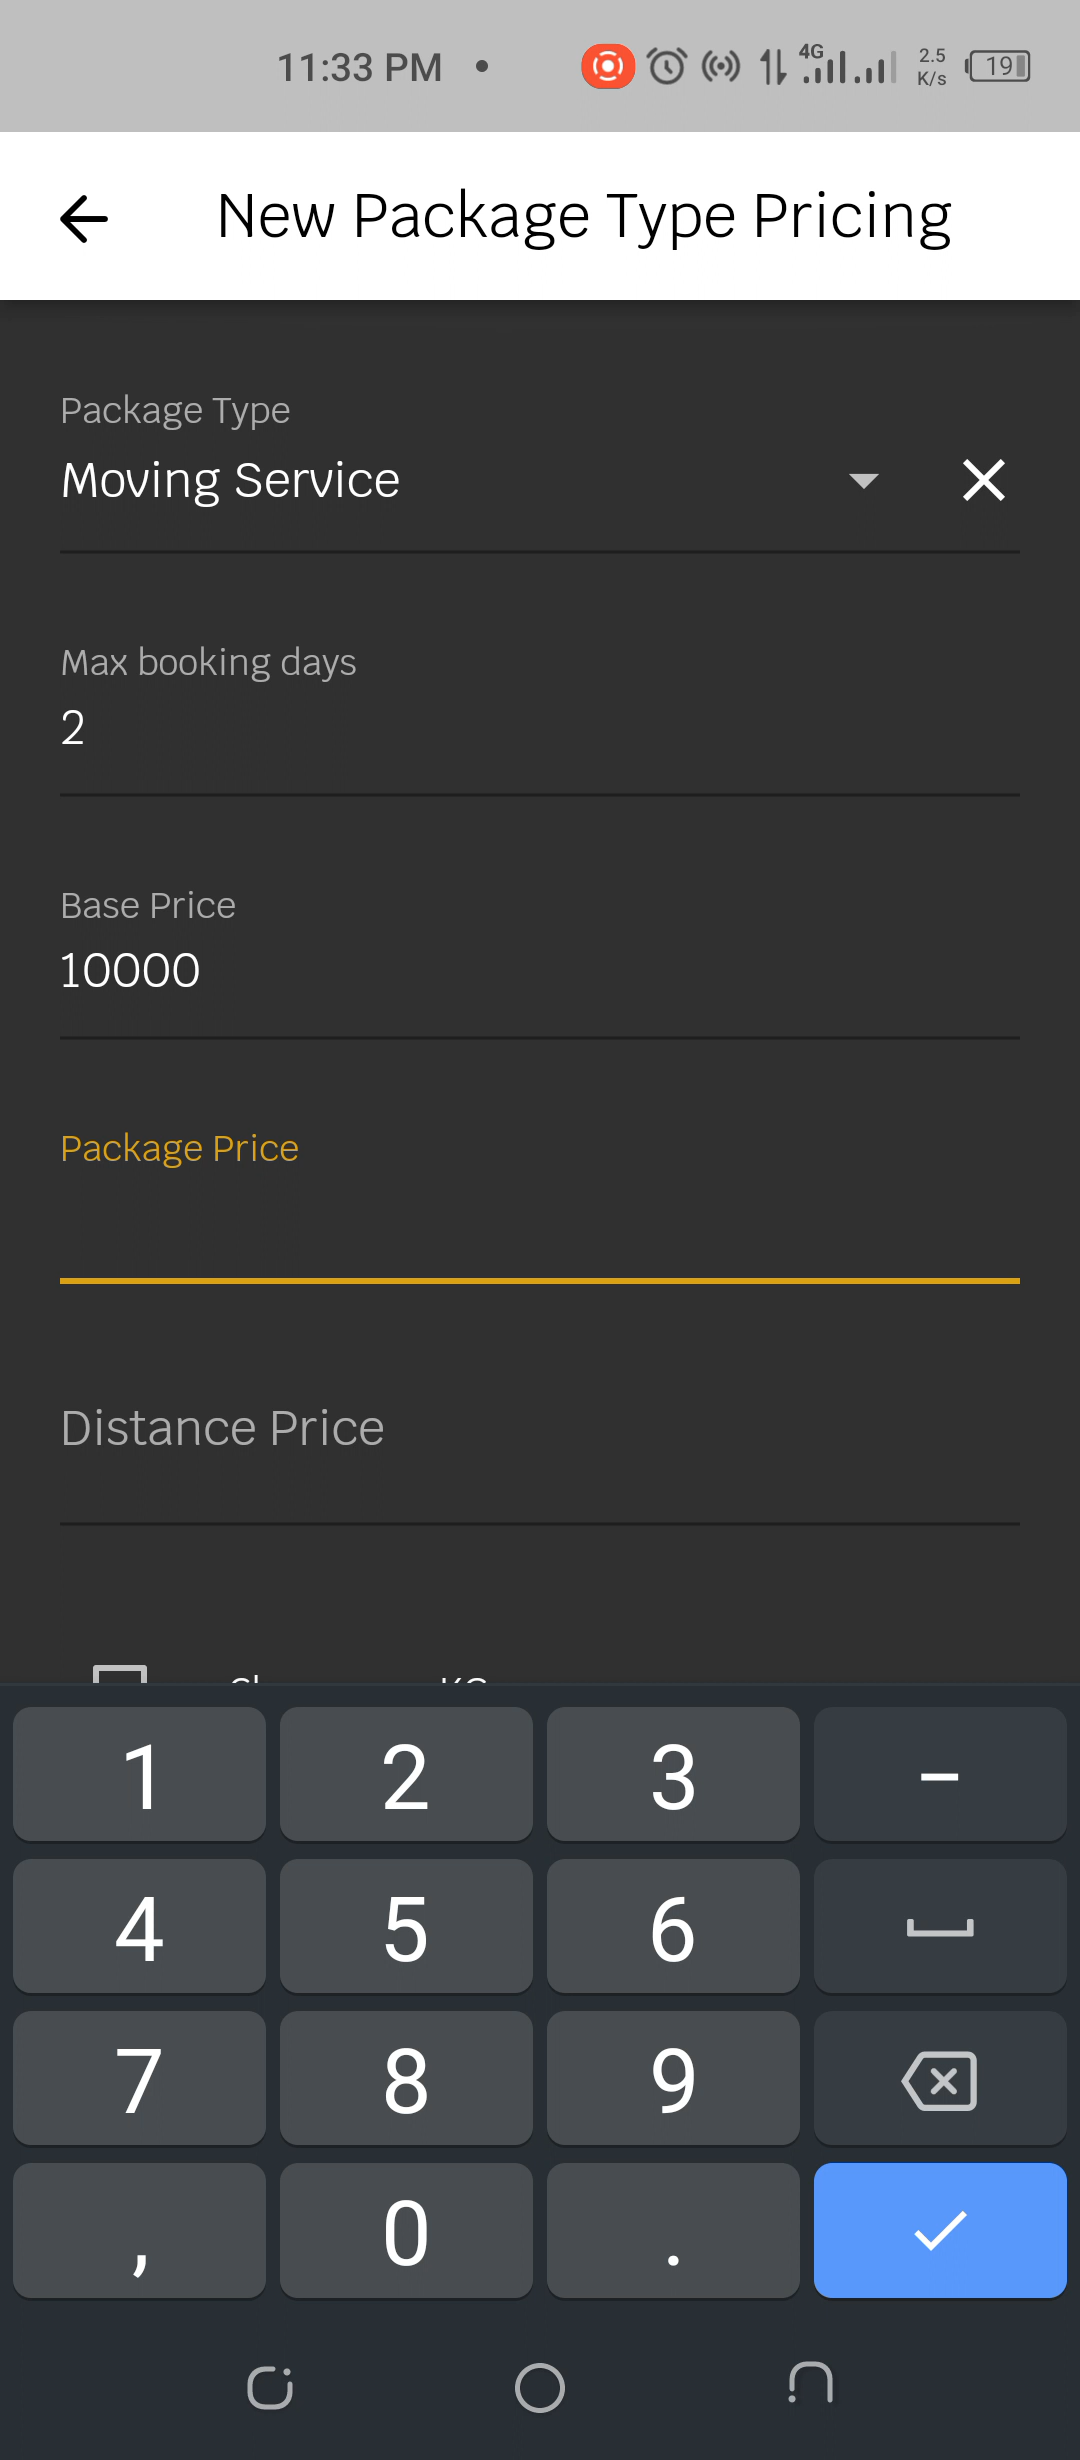 11:33 PM
4G
2.5
K/s
19
New Package Type Pricing
Package Type
Moving Service
Max booking days
2
Base Price
10000
Package Price
Distance Price
1 2 3 –
4 5 6
7 8 9
, 0 .